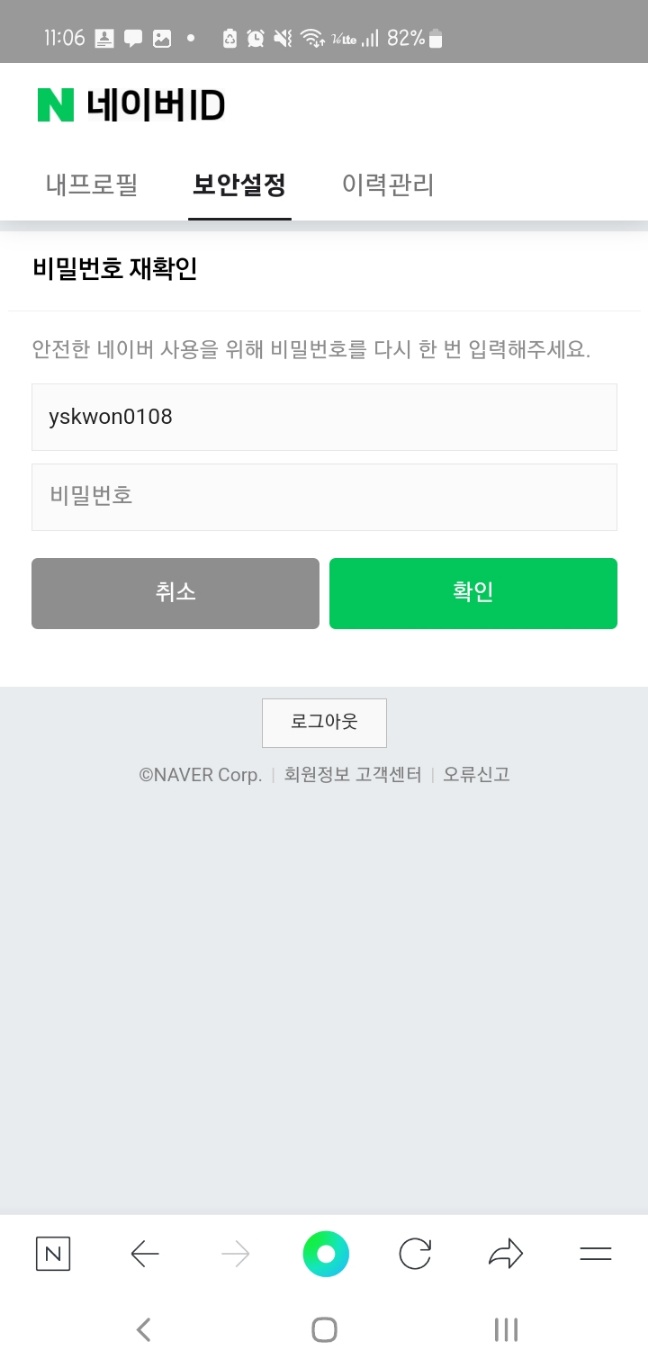 11:06 82%
N 네이버ID
내프로필 보안설정 이력관리
비밀번호 재확인
안전한 네이버 사용을 위해 비밀번호를 다시 한 번 입력해주세요.
yskwon0108
비밀번호
취소 확인
로그아웃
©NAVER Corp. | 회원정보 고객센터 | 오류신고
N